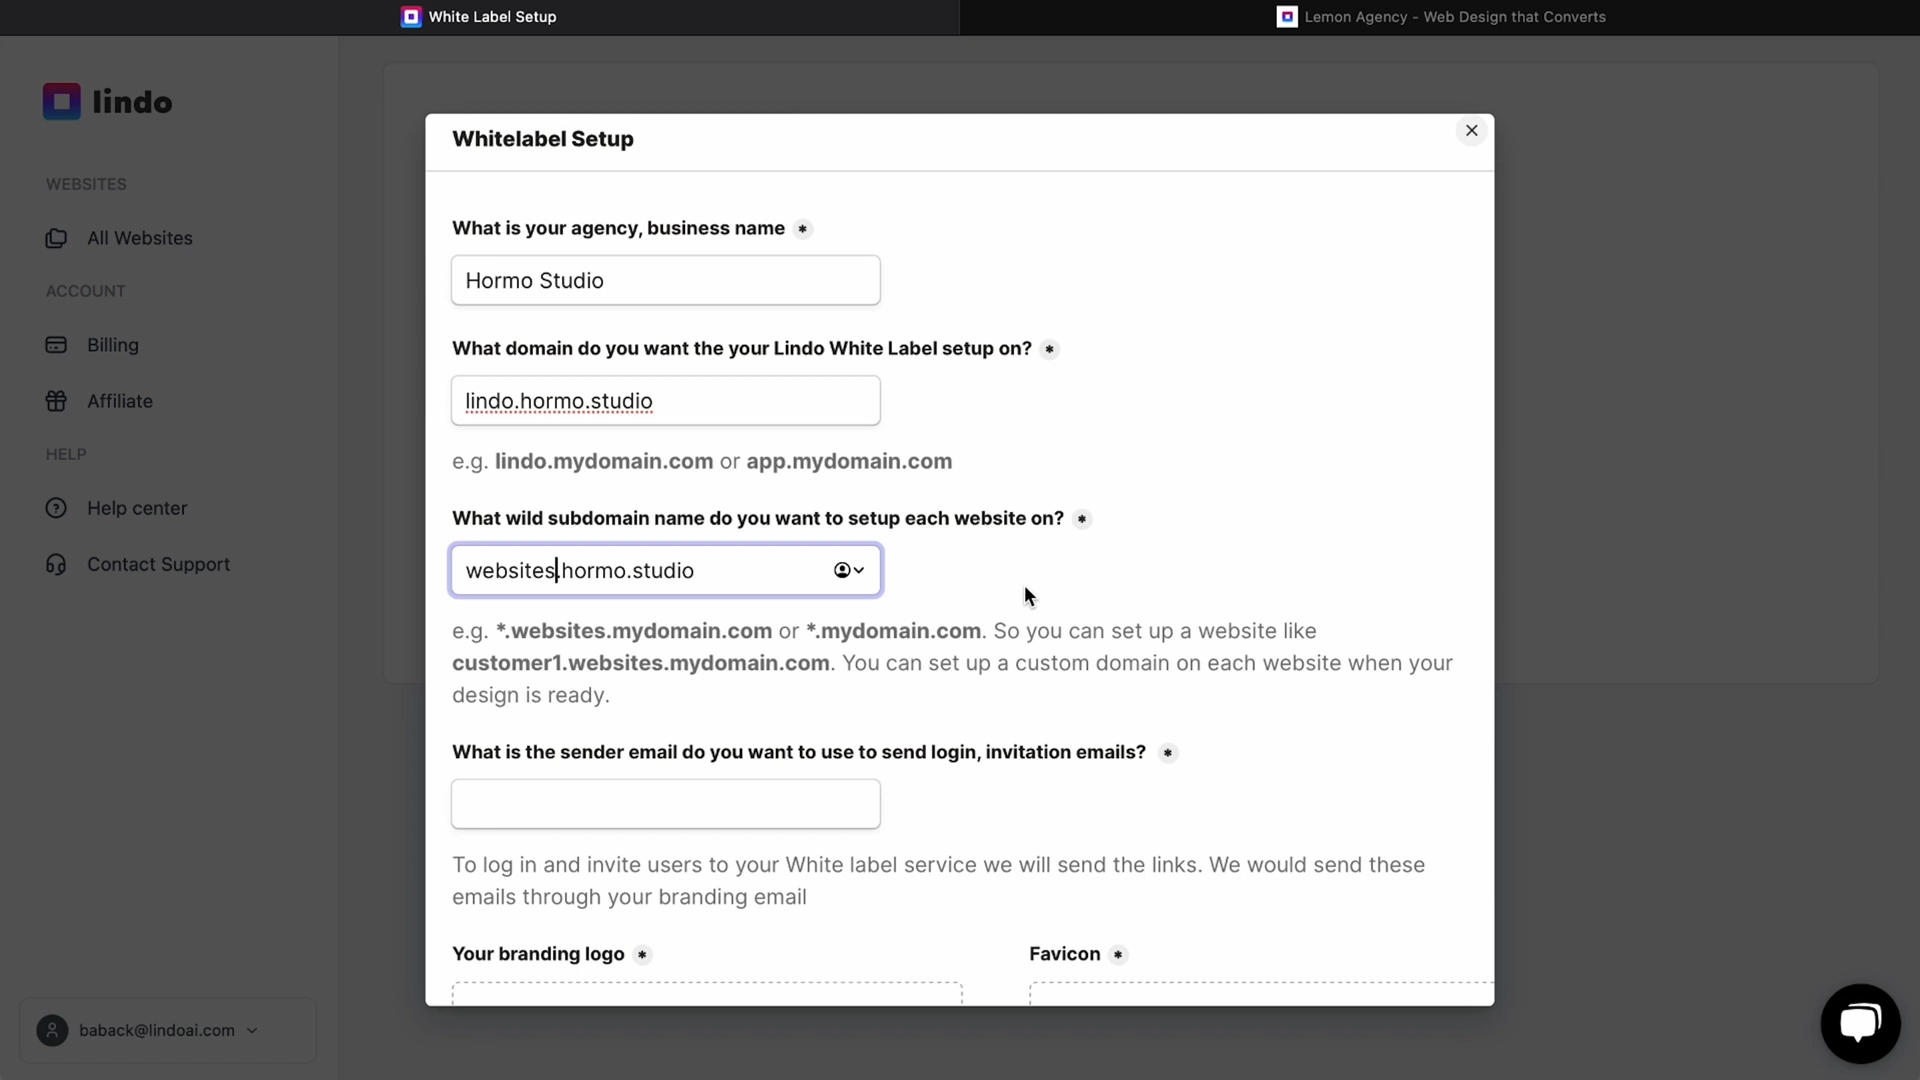 White Label Setup
Lemon Agency - Web Design that Converts
lindo
WEBSITES
All Websites
ACCOUNT
Billing
Affiliate
HELP
Help center
Contact Support
baback@lindoai.com
Whitelabel Setup
What is your agency, business name *
Hormo Studio
What domain do you want the your Lindo White Label setup on? *
lindo.hormo.studio
e.g. lindo.mydomain.com or app.mydomain.com
What wild subdomain name do you want to setup each website on? *
websites.hormo.studio
e.g. *.websites.mydomain.com or *.mydomain.com. So you can set up a website like
customer1.websites.mydomain.com. You can set up a custom domain on each website when your
design is ready.
What is the sender email do you want to use to send login, invitation emails? *
To log in and invite users to your White label service we will send the links. We would send these
emails through your branding email
Your branding logo *
Favicon *